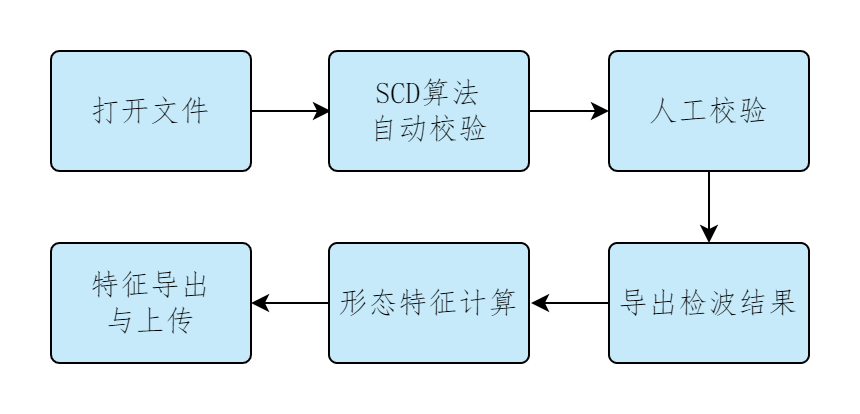 打开文件
SCD算法
自动校验
人工校验
导出检波结果
形态特征计算
特征导出
与上传